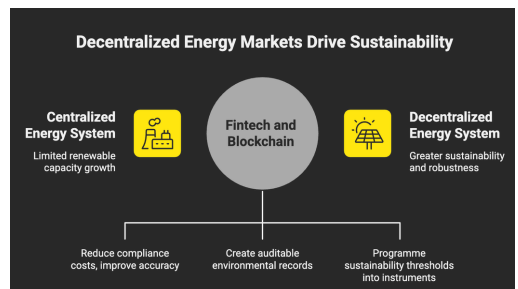 Decentralized Energy Markets Drive Sustainability
Centralized
Energy System
Limited renewable
capacity growth
Fintech and
Blockchain
Decentralized
Energy System
Greater sustainability
and robustness
Reduce compliance
costs, improve accuracy
Create auditable
environmental records
Programme
sustainability thresholds
into instruments